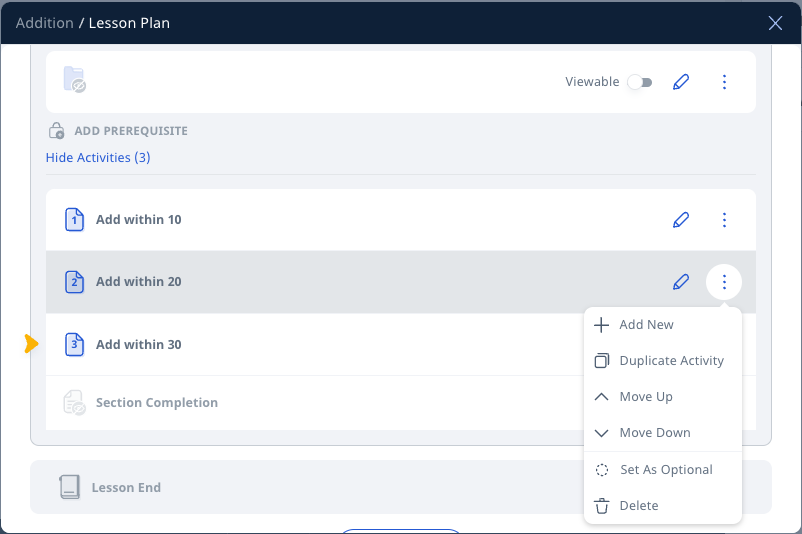 Addition / Lesson Plan
Viewable
ADD PREREQUISITE
Hide Activities (3)
1 Add within 10
2 Add within 20
3 Add within 30
Section Completion
Lesson End
Add New
Duplicate Activity
Move Up
Move Down
Set As Optional
Delete